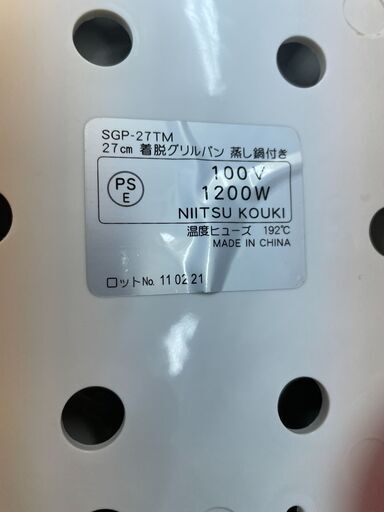 SGP-27TM
27cm 着脱グリルパン 蒸し鍋付き
PS
E
100V
1200W
NIITSU KOUKI
温度ヒューズ 192℃
MADE IN CHINA
ロットNo. 11 02 21